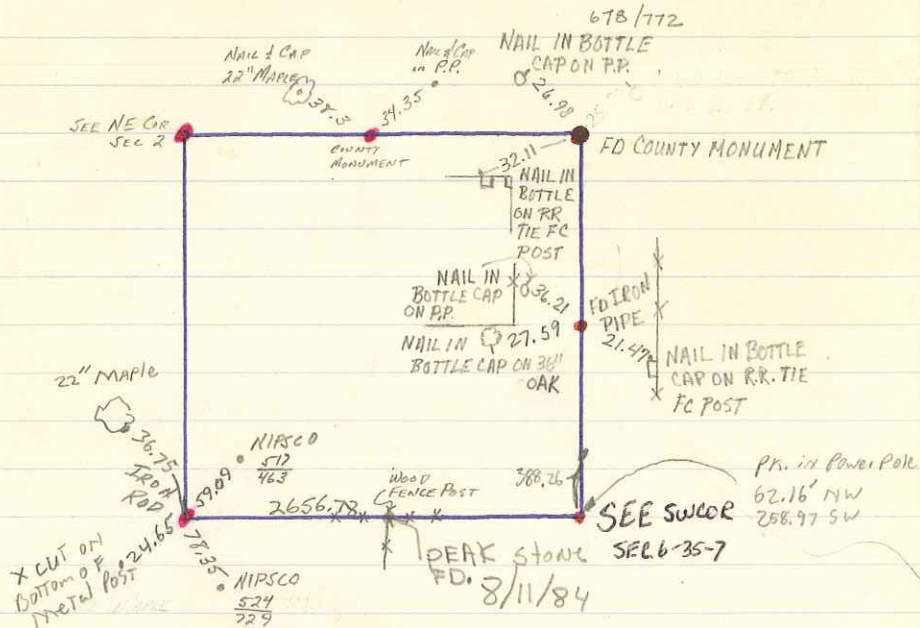 678/772
NAIL IN BOTTLE
CAP ON P.P.
26.98
NAIL & CAP
22" MAPLE
38.3
NAIL & CAP
in P.P.
34.35
SEE NE COR
SEC 2
COUNTY
MONUMENT
FD COUNTY MONUMENT
32.11
NAIL IN
BOTTLE
ON RR
TIE FC
POST
NAIL IN
BOTTLE CAP
ON P.P.
36.21
FD IRON
PIPE
21.47
NAIL IN BOTTLE
CAP ON R.R. TIE
FC POST
NAIL IN
BOTTLE CAP ON 36"
OAK
27.59
22" MAPLE
36.75
IRON
ROD
59.09
NIPSCO
517
463
2656.78
WOOD
FENCE POST
388.26
PK. in Power Pole
62.16' NW
258.97 SW
SEE SWCOR
SEC. 6-35-7
X CUT ON
Bottom OF
Metal Post
24.65
78.35
NIPSCO
524
729
DEAK Stone
FD.
8/11/84